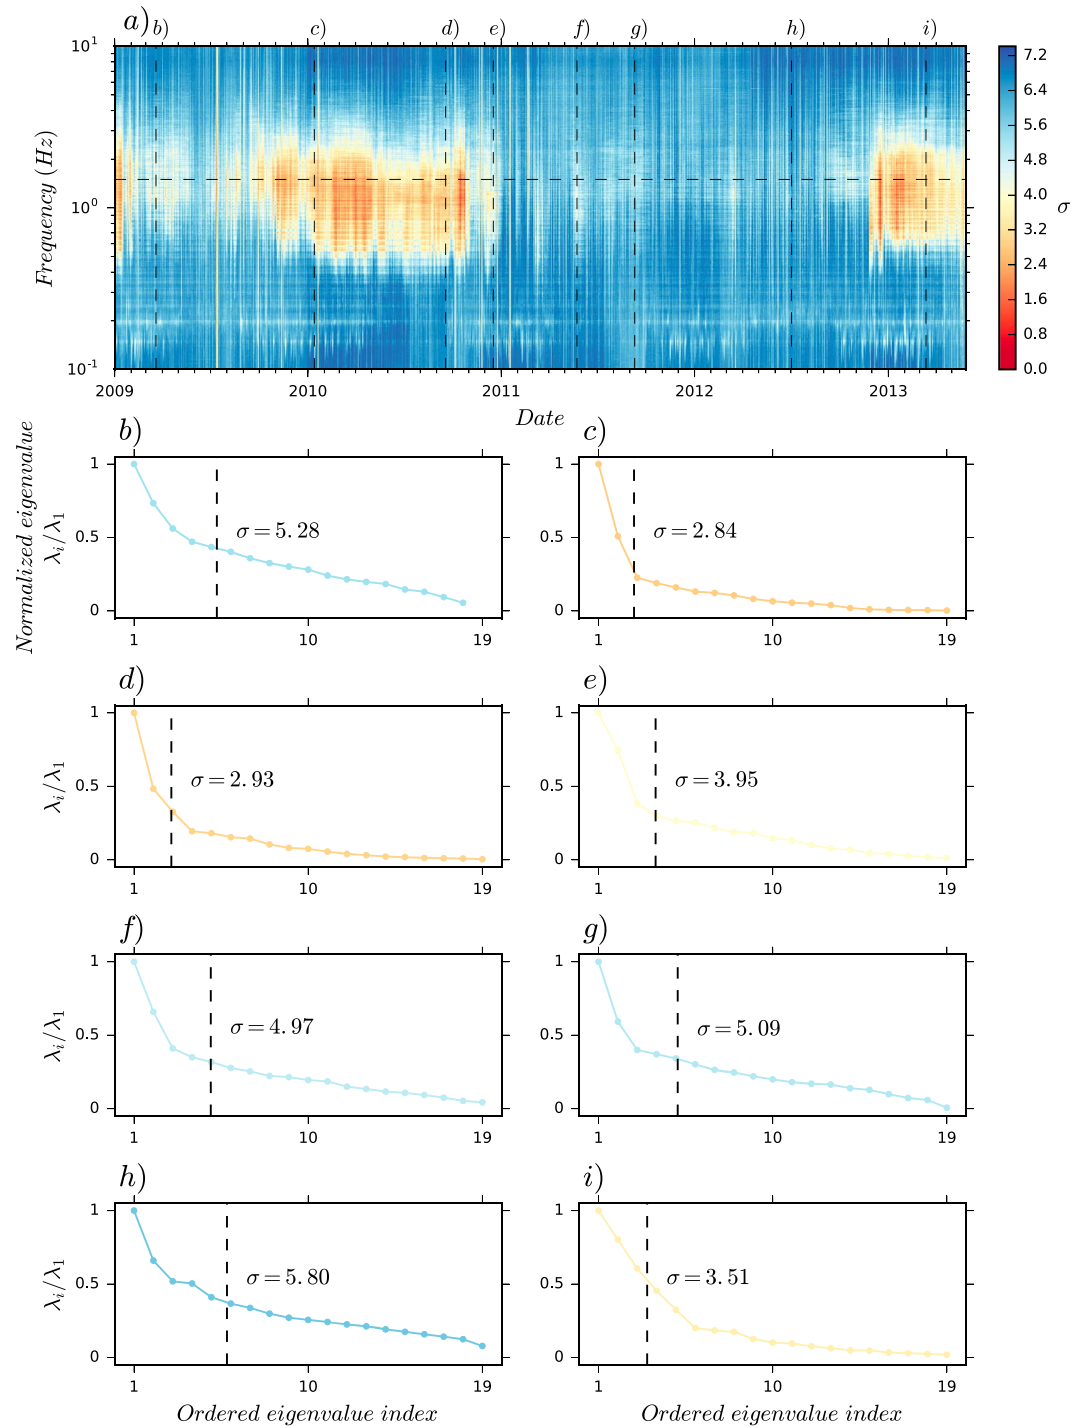 a) b) c) d) e) f) g) h) i)
10^1
10^0
10^-1
Frequency (Hz)
2009 2010 2011 2012 2013
Date
7.2
6.4
5.6
4.8
4.0
3.2
2.4
1.6
0.8
0.0
σ
b)
Normalized eigenvalue
λ_i/λ_1
1
0.5
0
σ = 5.28
1 10 19
c)
1
0.5
0
σ = 2.84
1 10 19
d)
λ_i/λ_1
1
0.5
0
σ = 2.93
1 10 19
e)
1
0.5
0
σ = 3.95
1 10 19
f)
λ_i/λ_1
1
0.5
0
σ = 4.97
1 10 19
g)
1
0.5
0
σ = 5.09
1 10 19
h)
λ_i/λ_1
1
0.5
0
σ = 5.80
1 10 19
Ordered eigenvalue index
i)
1
0.5
0
σ = 3.51
1 10 19
Ordered eigenvalue index